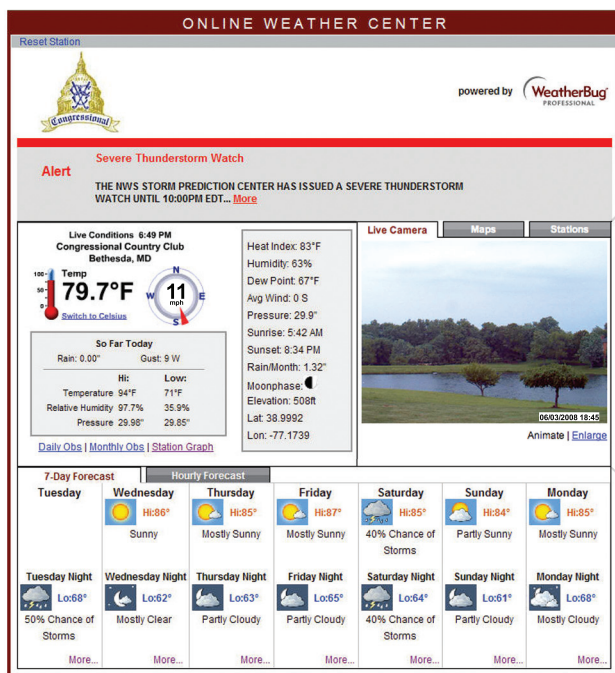 ONLINE WEATHER CENTER
Reset Station
Congressional
powered by WeatherBug®
PROFESSIONAL
Alert
Severe Thunderstorm Watch
THE NWS STORM PREDICTION CENTER HAS ISSUED A SEVERE THUNDERSTORM
WATCH UNTIL 10:00PM EDT... More
Live Conditions 6:49 PM
Congressional Country Club
Bethesda, MD
100
50
0
Temp
79.7°F
Switch to Celsius
N
W
E
S
11
mph
So Far Today
Rain: 0.00" Gust: 9 W
Hi: Low:
Temperature 94°F 71°F
Relative Humidity 97.7% 35.9%
Pressure 29.98" 29.85"
Daily Obs | Monthly Obs | Station Graph
Heat Index: 83°F
Humidity: 63%
Dew Point: 67°F
Avg Wind: 0 S
Pressure: 29.9"
Sunrise: 5:42 AM
Sunset: 8:34 PM
Rain/Month: 1.32"
Moonphase:
Elevation: 508ft
Lat: 38.9992
Lon: -77.1739
Live Camera Maps Stations
06/03/2008 18:45
Animate | Enlarge
7-Day Forecast Hourly Forecast
Tuesday Wednesday Thursday Friday Saturday Sunday Monday
Hi:86° Hi:85° Hi:87° Hi:85° Hi:84° Hi:85°
Sunny Mostly Sunny Mostly Sunny 40% Chance of Partly Sunny Mostly Sunny
Storms
Tuesday Night Wednesday Night Thursday Night Friday Night Saturday Night Sunday Night Monday Night
Lo:68° Lo:62° Lo:63° Lo:65° Lo:64° Lo:61° Lo:68°
50% Chance of Mostly Clear Partly Cloudy Partly Cloudy 40% Chance of Partly Cloudy Mostly Cloudy
Storms Storms
More... More... More... More... More... More... More...